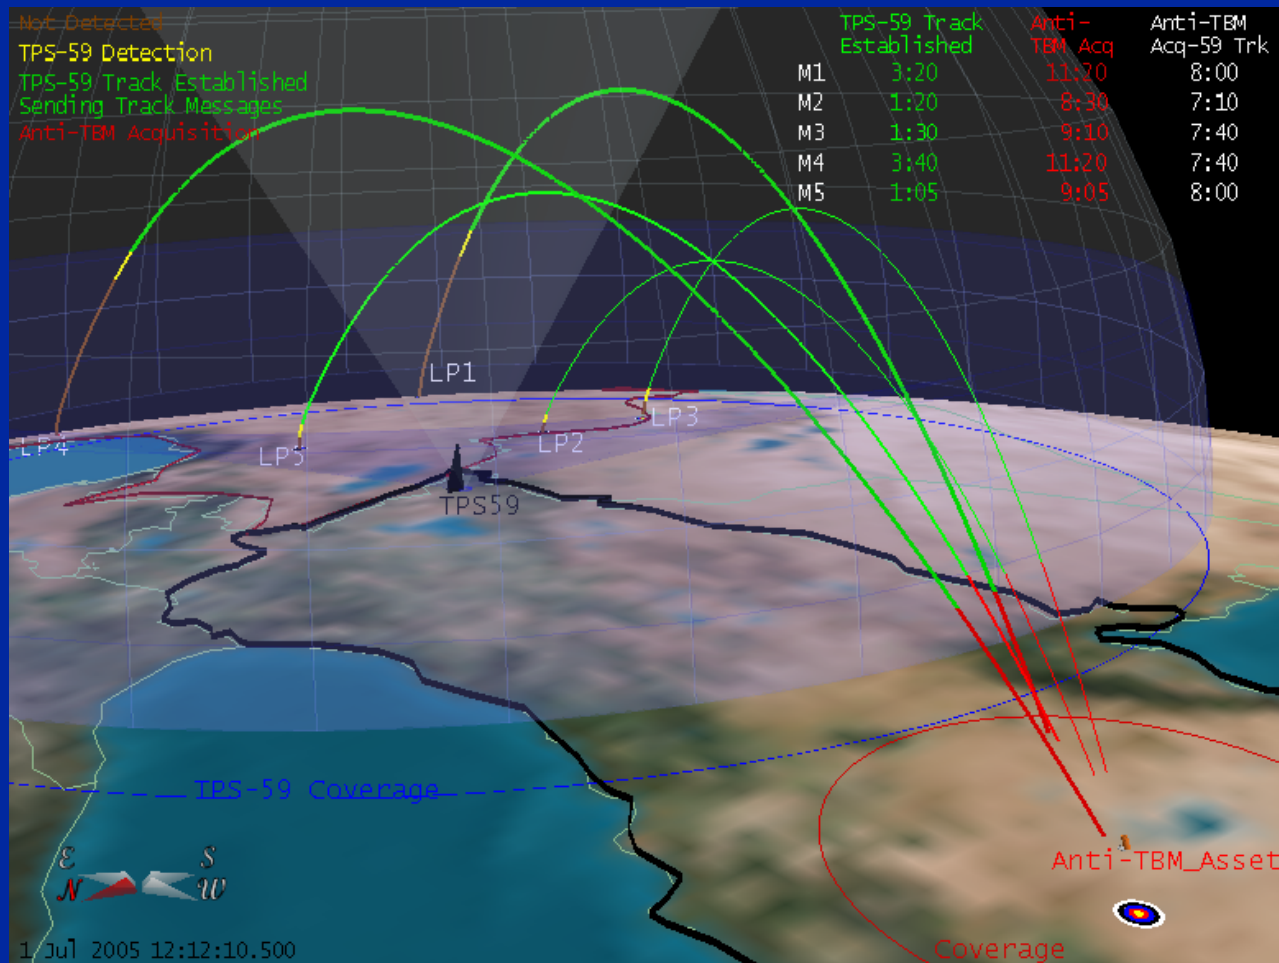 Not Detected
TPS-59 Detection
TPS-59 Track Established
Sending Track Messages
Anti-TBM Acquisition
TPS-59 Track Anti- Anti-TBM
Established TBM Acq Acq-59 Trk
M1 3:20 11:20 8:00
M2 1:20 8:30 7:10
M3 1:30 9:10 7:40
M4 3:40 11:20 7:40
M5 1:05 9:05 8:00
LP1
LP3
LP4
LP5
LP2
TPS59
TPS-59 Coverage
E S
N W
Anti-TBM_Asset
Coverage
1 Jul 2005 12:12:10.500